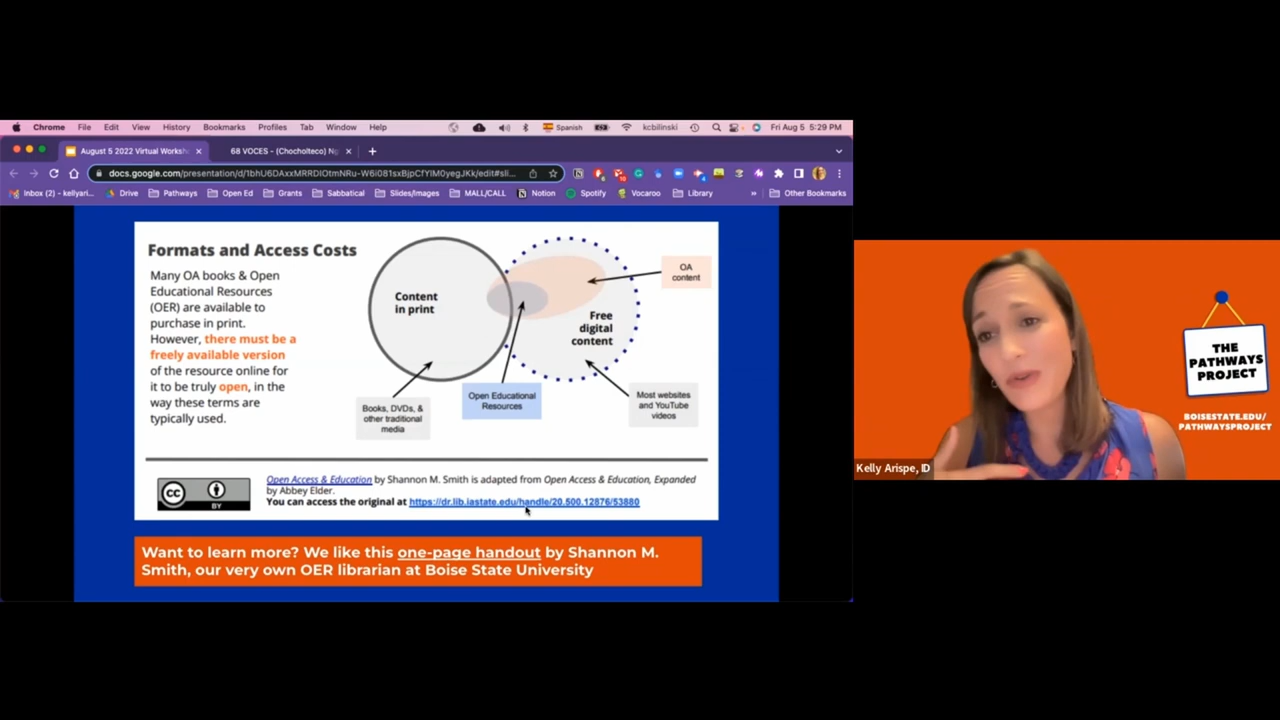 Chrome File Edit View History Bookmarks Profiles Tab Window Help
Spanish
kcbilinski
Fri Aug 5 5:29 PM
August 5 2022 Virtual Worksh
68 VOCES - (Chocholteco) Ng
Inbox (2) – kellyari...
Drive
Pathways
Open Ed
Grants
Sabbatical
Slides/Images
MALL/CALL
Notion
Spotify
Vocaroo
Library
»
Other Bookmarks
Formats and Access Costs
Many OA books & Open
Educational Resources
(OER) are available to
purchase in print.
However, there must be a
freely available version
of the resource online for
it to be truly open, in the
way these terms are
typically used.
Content
in print
Free
digital
content
OA
content
Books, DVDs, &
other traditional
media
Open Educational
Resources
Most websites
and YouTube
videos
CC
BY
Open Access & Education by Shannon M. Smith is adapted from Open Access & Education, Expanded
by Abbey Elder.
You can access the original at https://dr.lib.iastate.edu/handle/20.500.12876/53880
Want to learn more? We like this one-page handout by Shannon M.
Smith, our very own OER librarian at Boise State University
THE
PATHWAYS
PROJECT
BOISESTATE.EDU/
PATHWAYSPROJECT
Kelly Arispe, ID